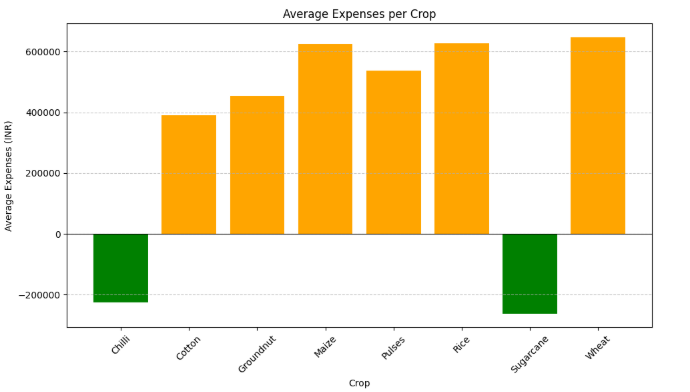 Average Expenses per Crop
Average Expenses (INR)
600000
400000
200000
0
−200000
Chilli
Cotton
Groundnut
Maize
Pulses
Rice
Sugarcane
Wheat
Crop